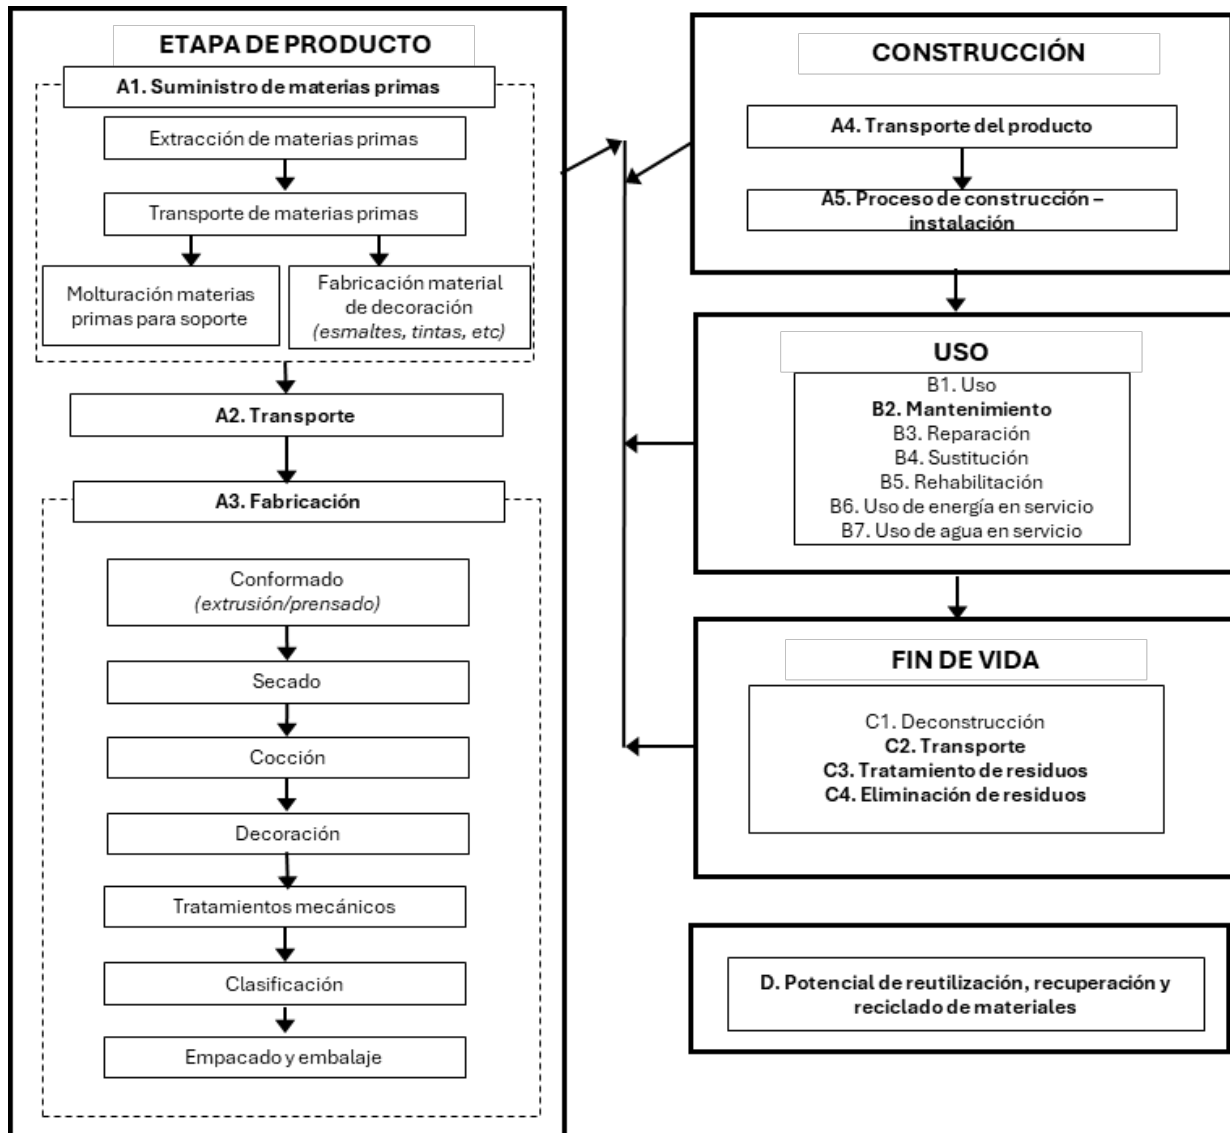 ETAPA DE PRODUCTO
A1. Suministro de materias primas
Extracción de materias primas
Transporte de materias primas
Molturación materias
primas para soporte
Fabricación material
de decoración
(esmaltes, tintas, etc)
A2. Transporte
A3. Fabricación
Conformado
(extrusión/prensado)
Secado
Cocción
Decoración
Tratamientos mecánicos
Clasificación
Empacado y embalaje
CONSTRUCCIÓN
A4. Transporte del producto
A5. Proceso de construcción –
instalación
USO
B1. Uso
B2. Mantenimiento
B3. Reparación
B4. Sustitución
B5. Rehabilitación
B6. Uso de energía en servicio
B7. Uso de agua en servicio
FIN DE VIDA
C1. Deconstrucción
C2. Transporte
C3. Tratamiento de residuos
C4. Eliminación de residuos
D. Potencial de reutilización, recuperación y
reciclado de materiales